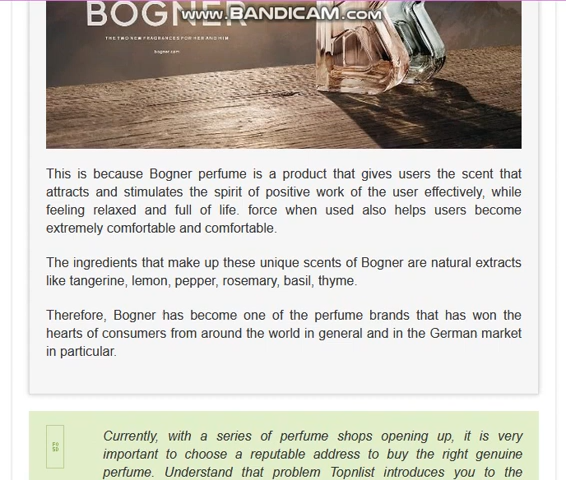 BOGNER
www.BANDICAM.com
THE TWO NEW FRAGRANCES FOR HER AND HIM
bogner.com
This is because Bogner perfume is a product that gives users the scent that
attracts and stimulates the spirit of positive work of the user effectively, while
feeling relaxed and full of life. force when used also helps users become
extremely comfortable and comfortable.
The ingredients that make up these unique scents of Bogner are natural extracts
like tangerine, lemon, pepper, rosemary, basil, thyme.
Therefore, Bogner has become one of the perfume brands that has won the
hearts of consumers from around the world in general and in the German market
in particular.
Currently, with a series of perfume shops opening up, it is very
important to choose a reputable address to buy the right genuine
perfume. Understand that problem Topnlist introduces you to the